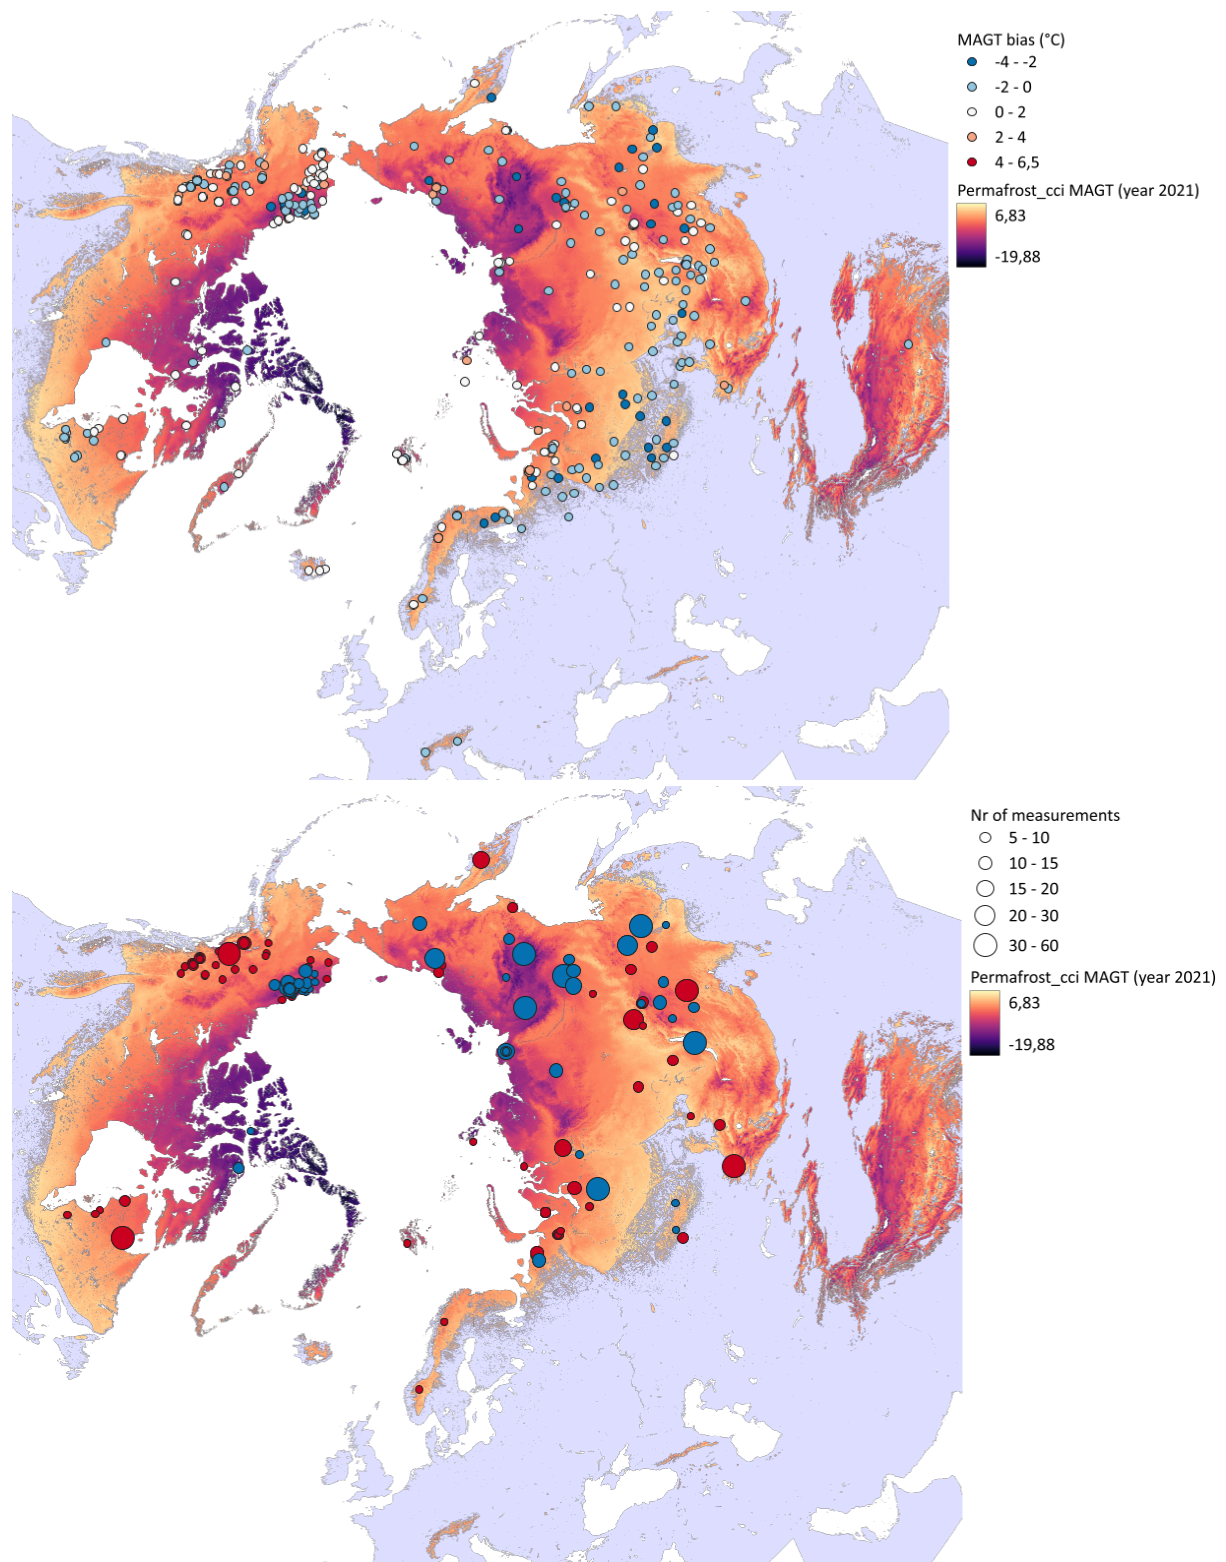 MAGT bias (°C)
-4 - -2
-2 - 0
0 - 2
2 - 4
4 - 6,5
Permafrost_cci MAGT (year 2021)
6,83
-19,88
Nr of measurements
5 - 10
10 - 15
15 - 20
20 - 30
30 - 60
Permafrost_cci MAGT (year 2021)
6,83
-19,88